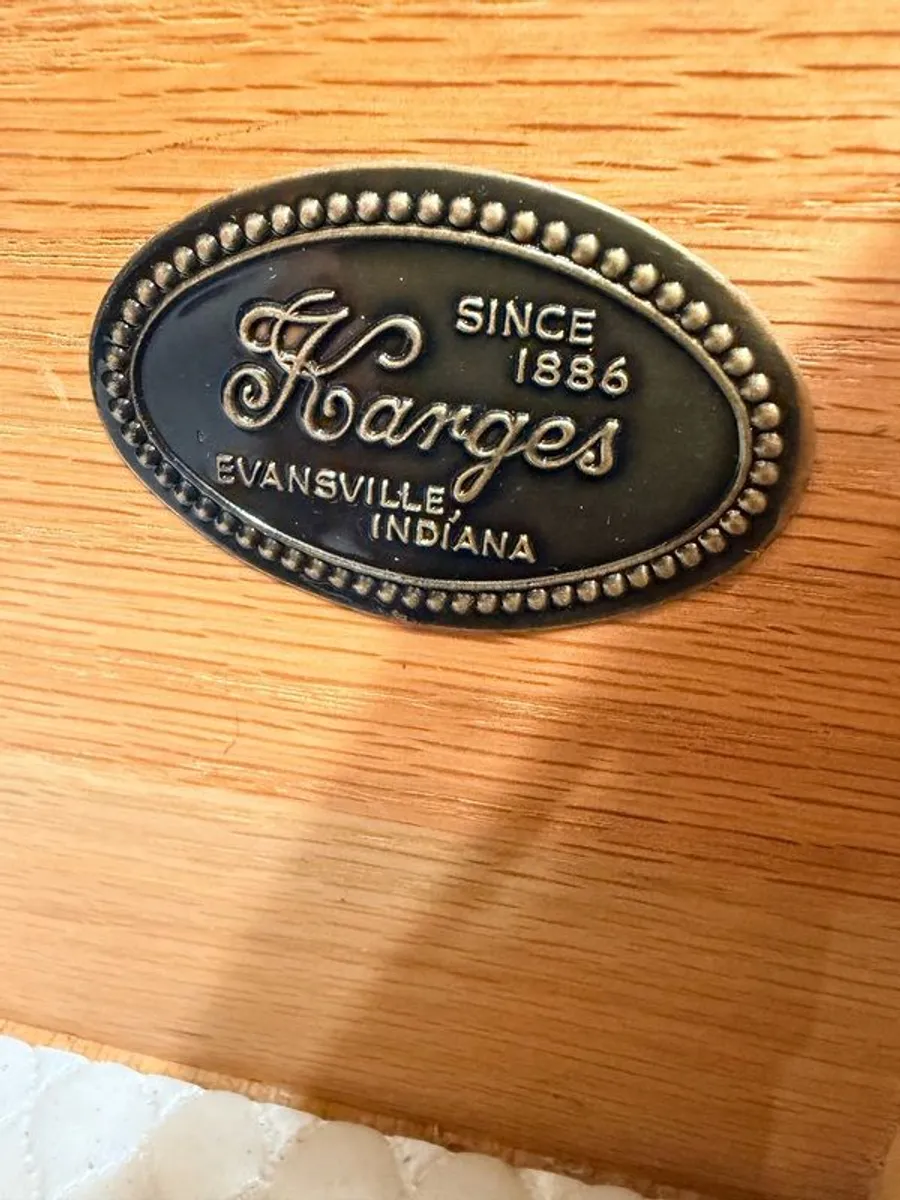 SINCE
1886
Karges
EVANSVILLE,
INDIANA